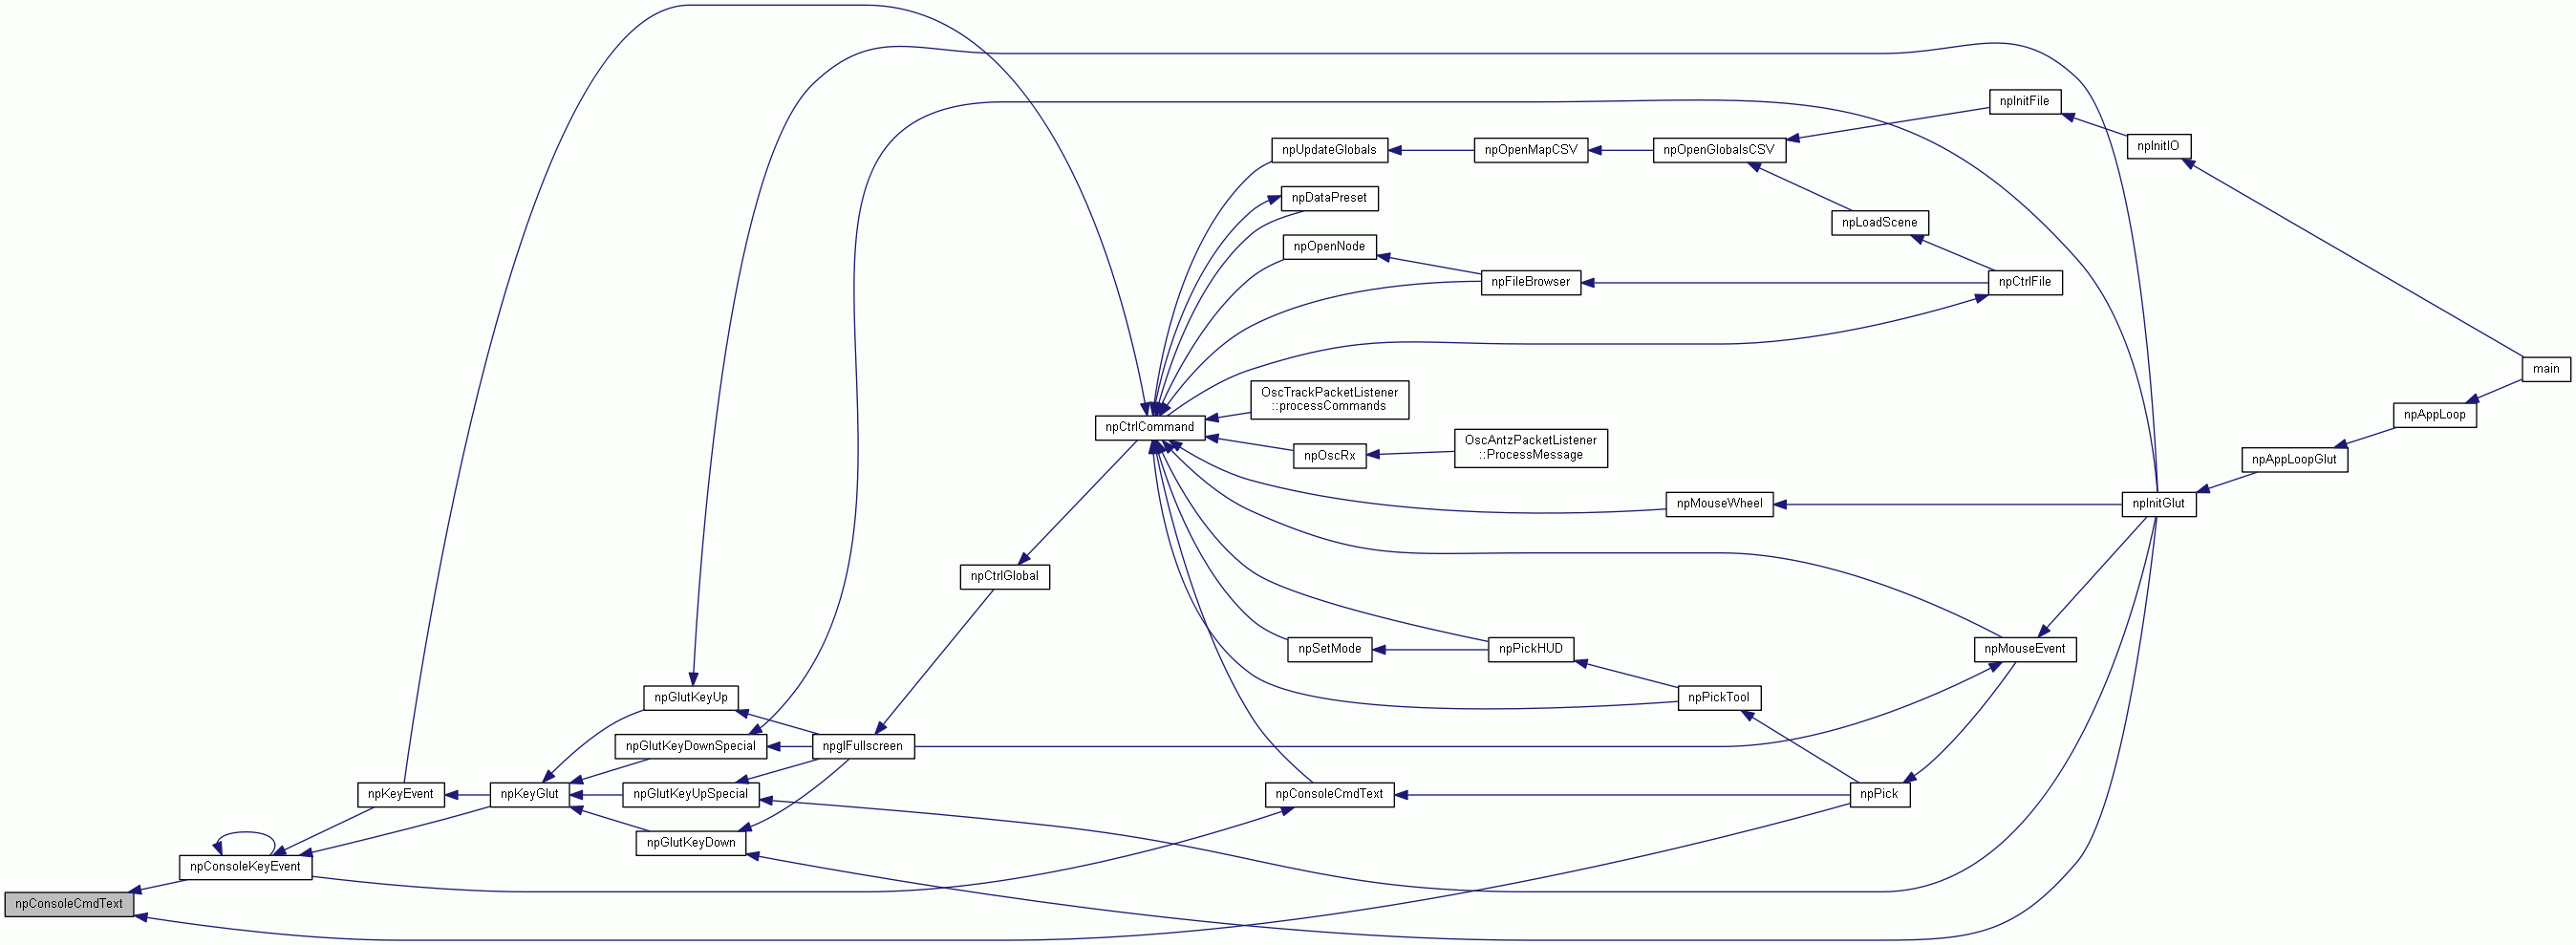 npInitFile
npInitIO
npUpdateGlobals
npOpenMapCSV
npOpenGlobalsCSV
npDataPreset
npLoadScene
npOpenNode
npFileBrowser
npCtrlFile
main
OscTrackPacketListener
::processCommands
npAppLoop
npCtrlCommand
OscAntzPacketListener
::ProcessMessage
npOscRx
npAppLoopGlut
npMouseWheel
npInitGlut
npCtrlGlobal
npSetMode
npPickHUD
npMouseEvent
npGlutKeyUp
npPickTool
npGlutKeyDownSpecial
npglFullscreen
npKeyEvent
npKeyGlut
npGlutKeyUpSpecial
npConsoleCmdText
npPick
npGlutKeyDown
npConsoleKeyEvent
npConsoleCmdText